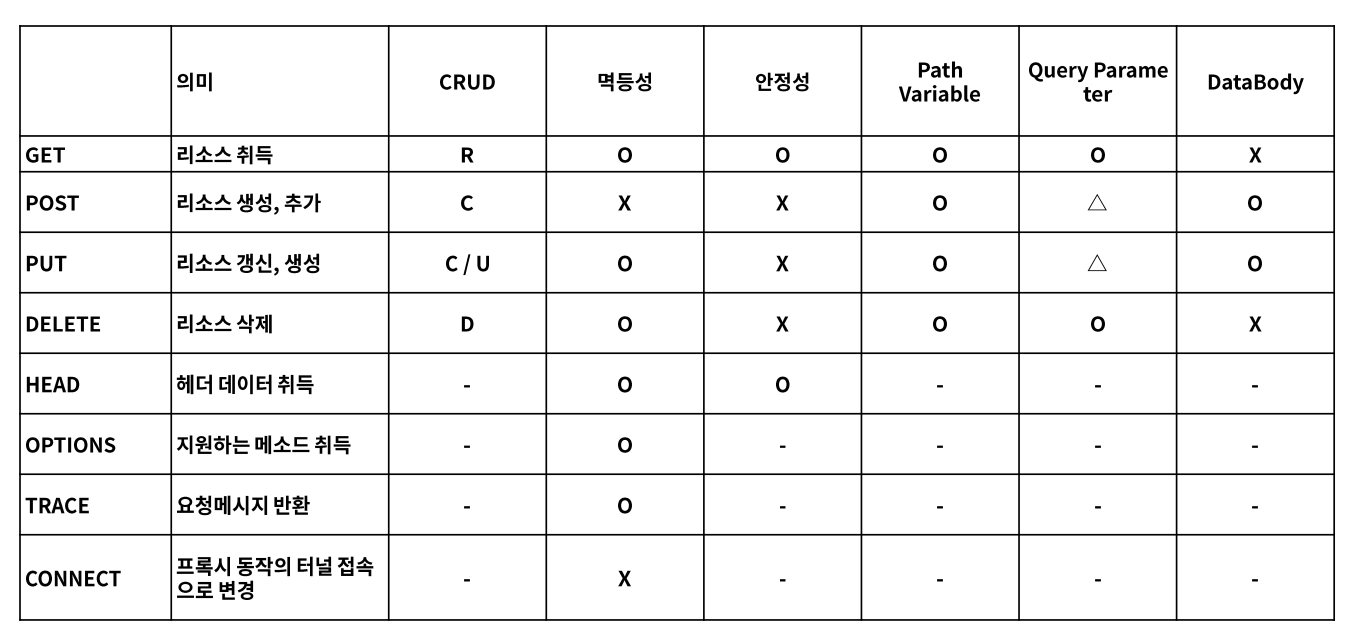 의미 CRUD 멱등성 안정성 Path Variable Query Parame ter DataBody
GET 리소스 취득 R O O O O X
POST 리소스 생성, 추가 C X X O △ O
PUT 리소스 갱신, 생성 C / U O X O △ O
DELETE 리소스 삭제 D O X O O X
HEAD 헤더 데이터 취득 - O O - - -
OPTIONS 지원하는 메소드 취득 - O - - - -
TRACE 요청메시지 반환 - O - - - -
CONNECT 프록시 동작의 터널 접속 으로 변경 - X - - - -